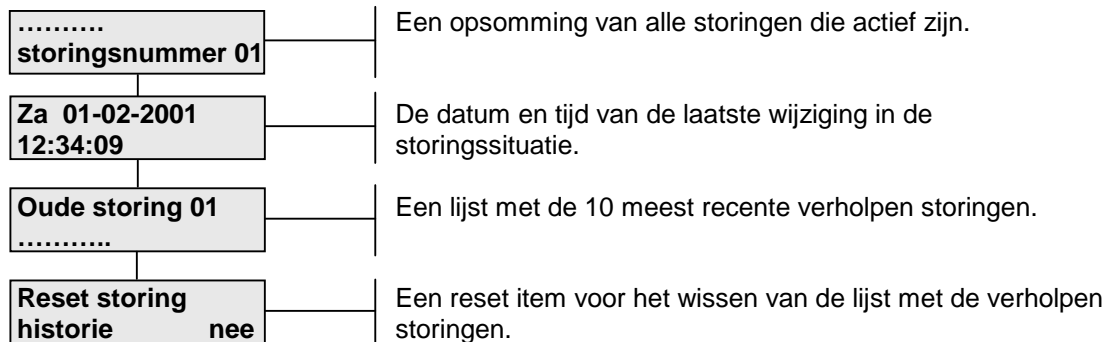 ……….
storingsnummer 01
Een opsomming van alle storingen die actief zijn.
Za 01-02-2001
12:34:09
De datum en tijd van de laatste wijziging in de
storingssituatie.
Oude storing 01
………..
Een lijst met de 10 meest recente verholpen storingen.
Reset storing
historie nee
Een reset item voor het wissen van de lijst met de verholpen
storingen.